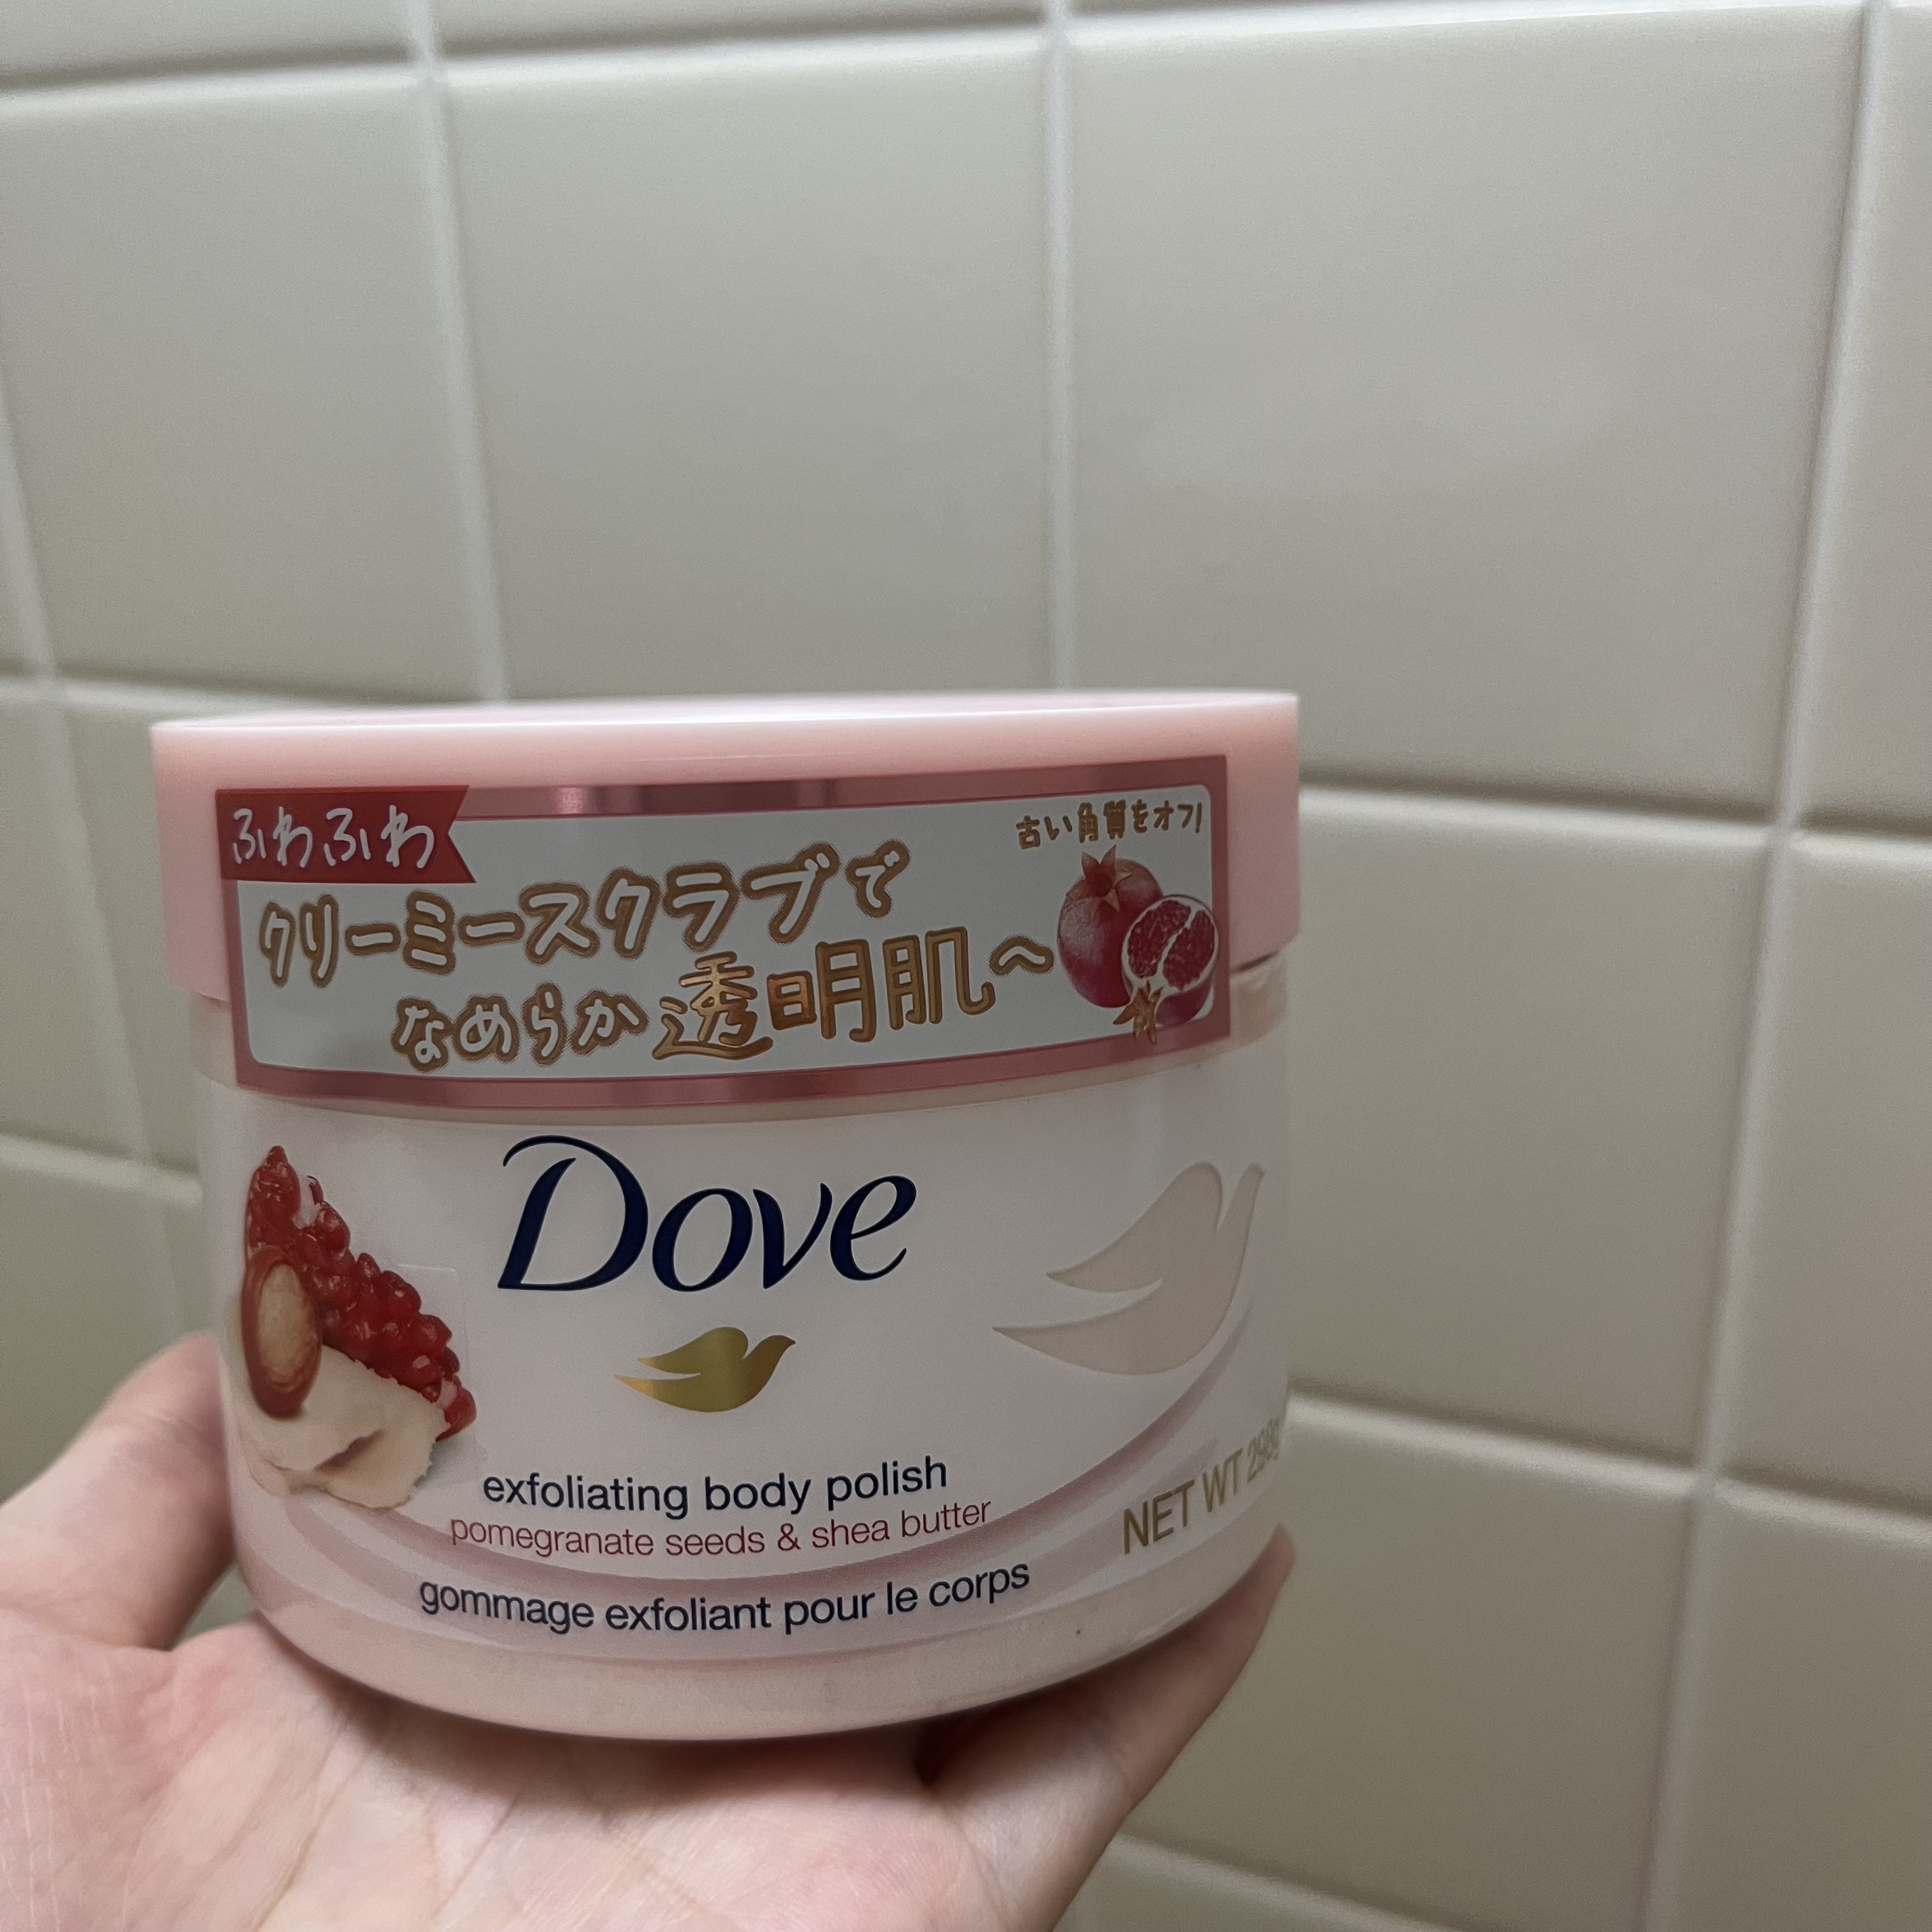 ふわふわ
古い角質をオフ!
クリーミースクラブで
なめらか透明肌〜
Dove
exfoliating body polish
pomegranate seeds & shea butter
gommage exfoliant pour le corps
NET WT